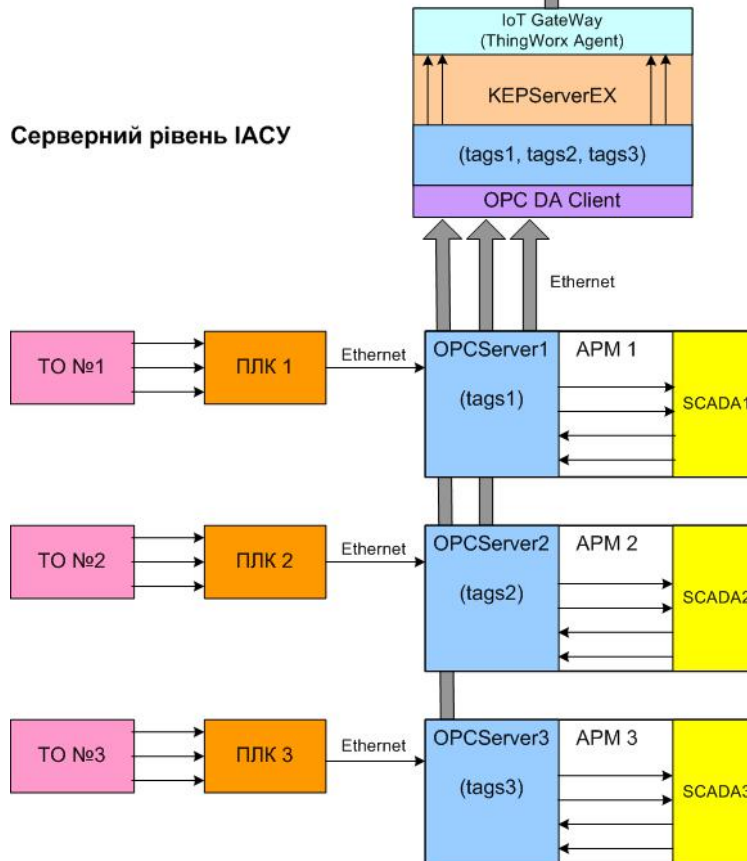 IoT GateWay
(ThingWorx Agent)
KEPServerEX
Серверний рівень ІАСУ
(tags1, tags2, tags3)
OPC DA Client
Ethernet
ТО №1
ПЛК 1
Ethernet
OPCServer1
(tags1)
АРМ 1
SCADA1
ТО №2
ПЛК 2
Ethernet
OPCServer2
(tags2)
АРМ 2
SCADA2
ТО №3
ПЛК 3
Ethernet
OPCServer3
(tags3)
АРМ 3
SCADA3